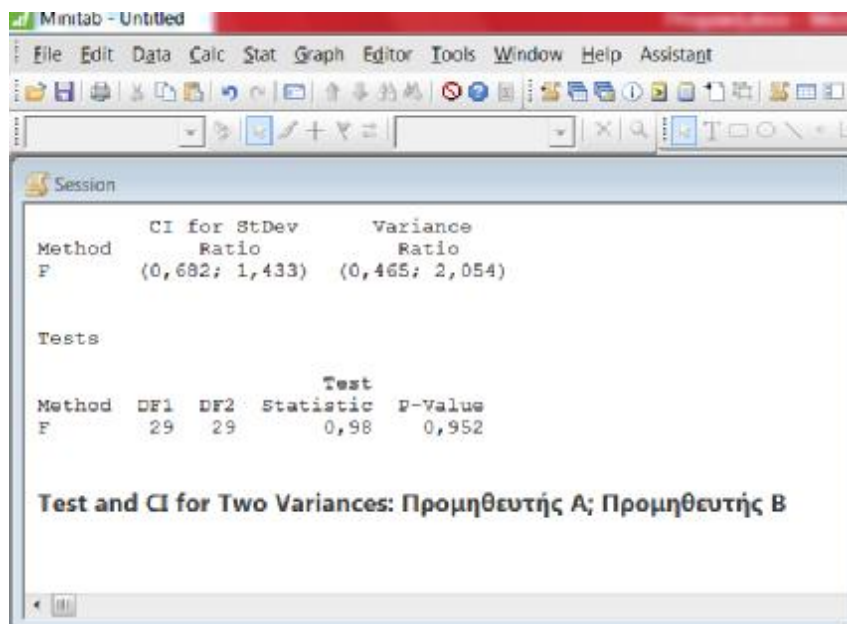 Minitab - Untitled
File Edit Data Calc Stat Graph Editor Tools Window Help Assistant
Session
CI for StDev Variance
Method Ratio Ratio
F (0,682; 1,433) (0,465; 2,054)
Tests
Test
Method DF1 DF2 Statistic P-Value
F 29 29 0,98 0,952
Test and CI for Two Variances: Προμηθευτής A; Προμηθευτής B